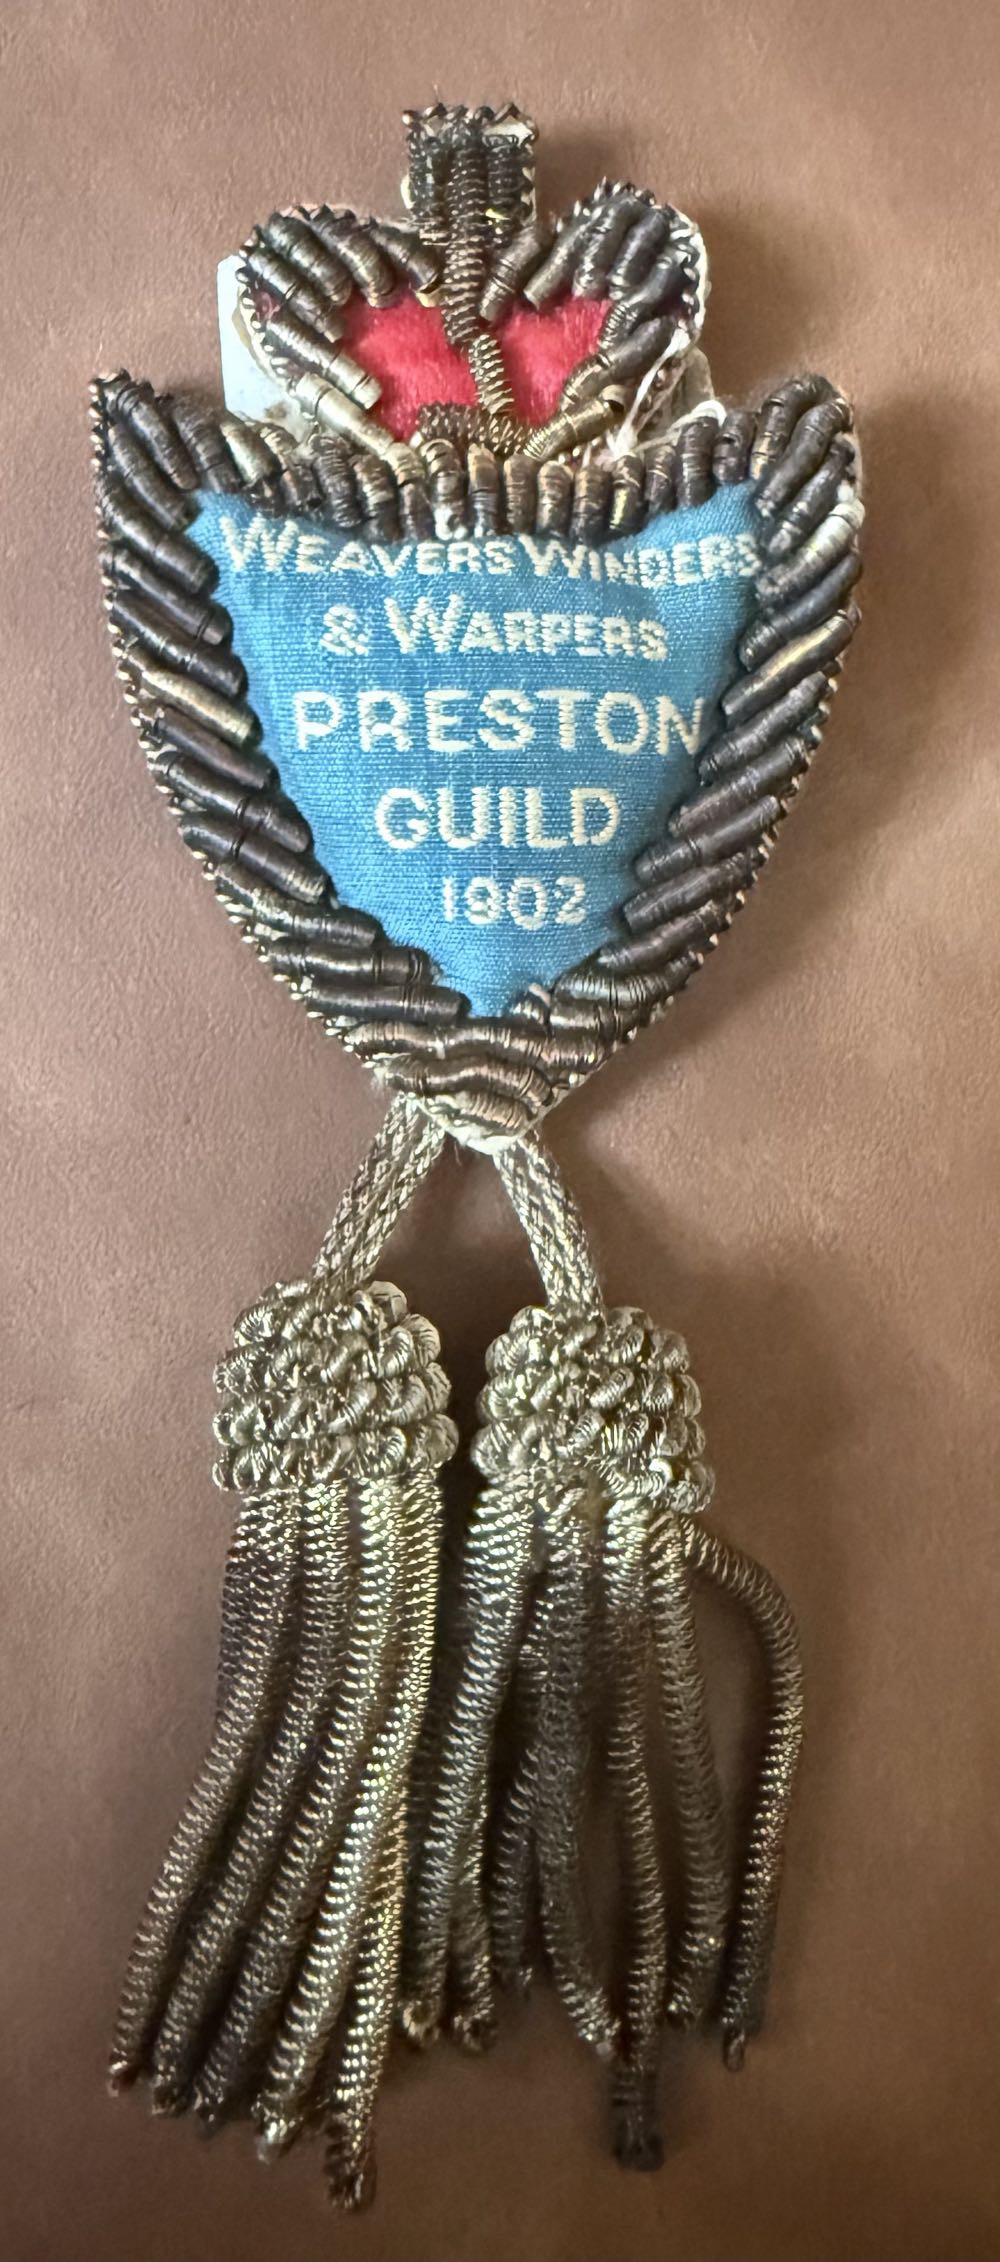 WEAVERS WINDERS
& WARPERS
PRESTON
GUILD
1902